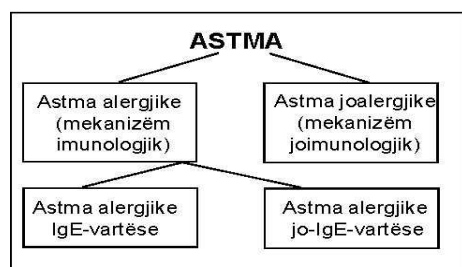 ASTMA
Astma alergjike
(mekanizëm
imunologjik)
Astma joalergjike
(mekanizëm
joimunologjik)
Astma alergjike
IgE-vartëse
Astma alergjike
jo-IgE-vartëse